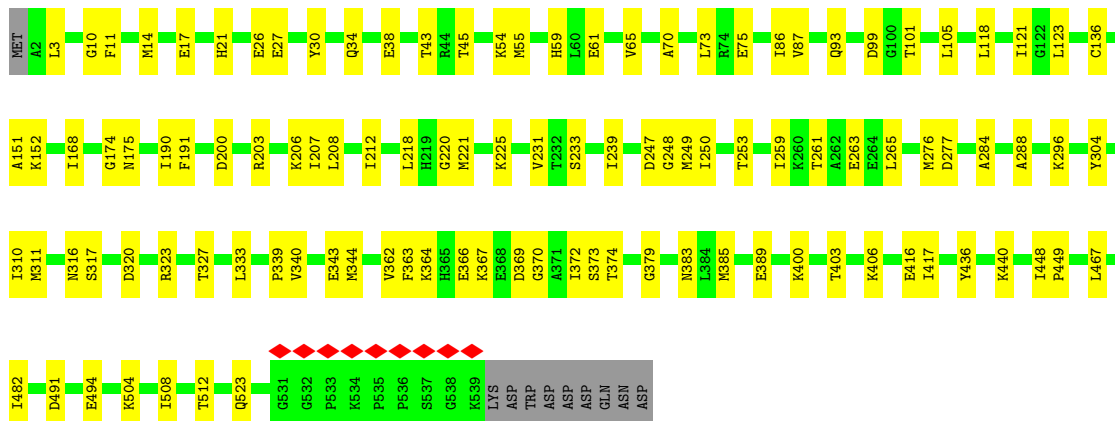 MET A2 L3 G10 F11 M14 E17 H21 E26 E27 Y30 Q34 E38 T43 R44 T45 K54 M55 H59 L60 E61 V65 A70 L73 R74 E75 I86 V87 Q93 D99 G100 T101 L105 L118 I121 G122 L123 C136
A151 K152 I168 G174 N175 I190 F191 D200 R203 K206 I207 L208 I212 L218 H219 G220 M221 K225 V231 T232 S233 I239 D247 G248 M249 I250 T253 I259 K260 T261 A262 E263 E264 L265 M276 D277 A284 A288 K296 Y304
I310 M311 N316 S317 D320 R323 T327 L333 P339 V340 E343 M344 V362 F363 K364 H365 E366 K367 E368 D369 G370 A371 I372 S373 T374 G379 N383 L384 M385 E389 K400 T403 K406 E416 I417 Y436 K440 I448 P449 L467
I482 D491 E494 K504 I508 T512 Q523 G531 G532 P533 K534 P535 P536 S537 G538 K539 LYS ASP TRP ASP ASP ASP GLN ASN ASP